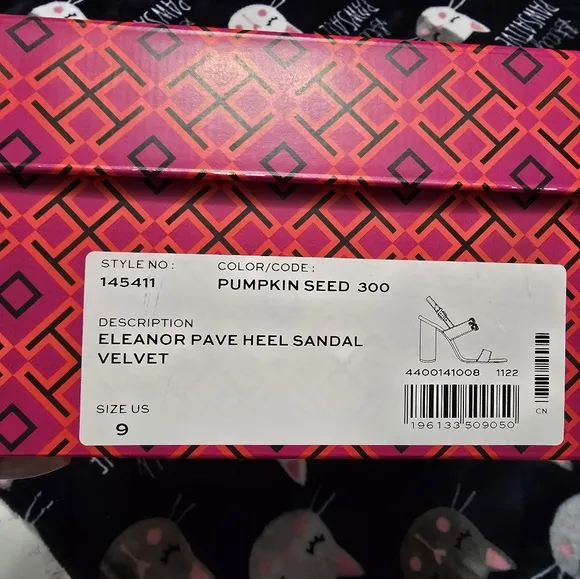 PAWSITIVE
STYLE NO :
COLOR/CODE :
145411
PUMPKIN SEED 300
DESCRIPTION
ELEANOR PAVE HEEL SANDAL
VELVET
4400141008 1122
SIZE US
9
196133 509050
CN